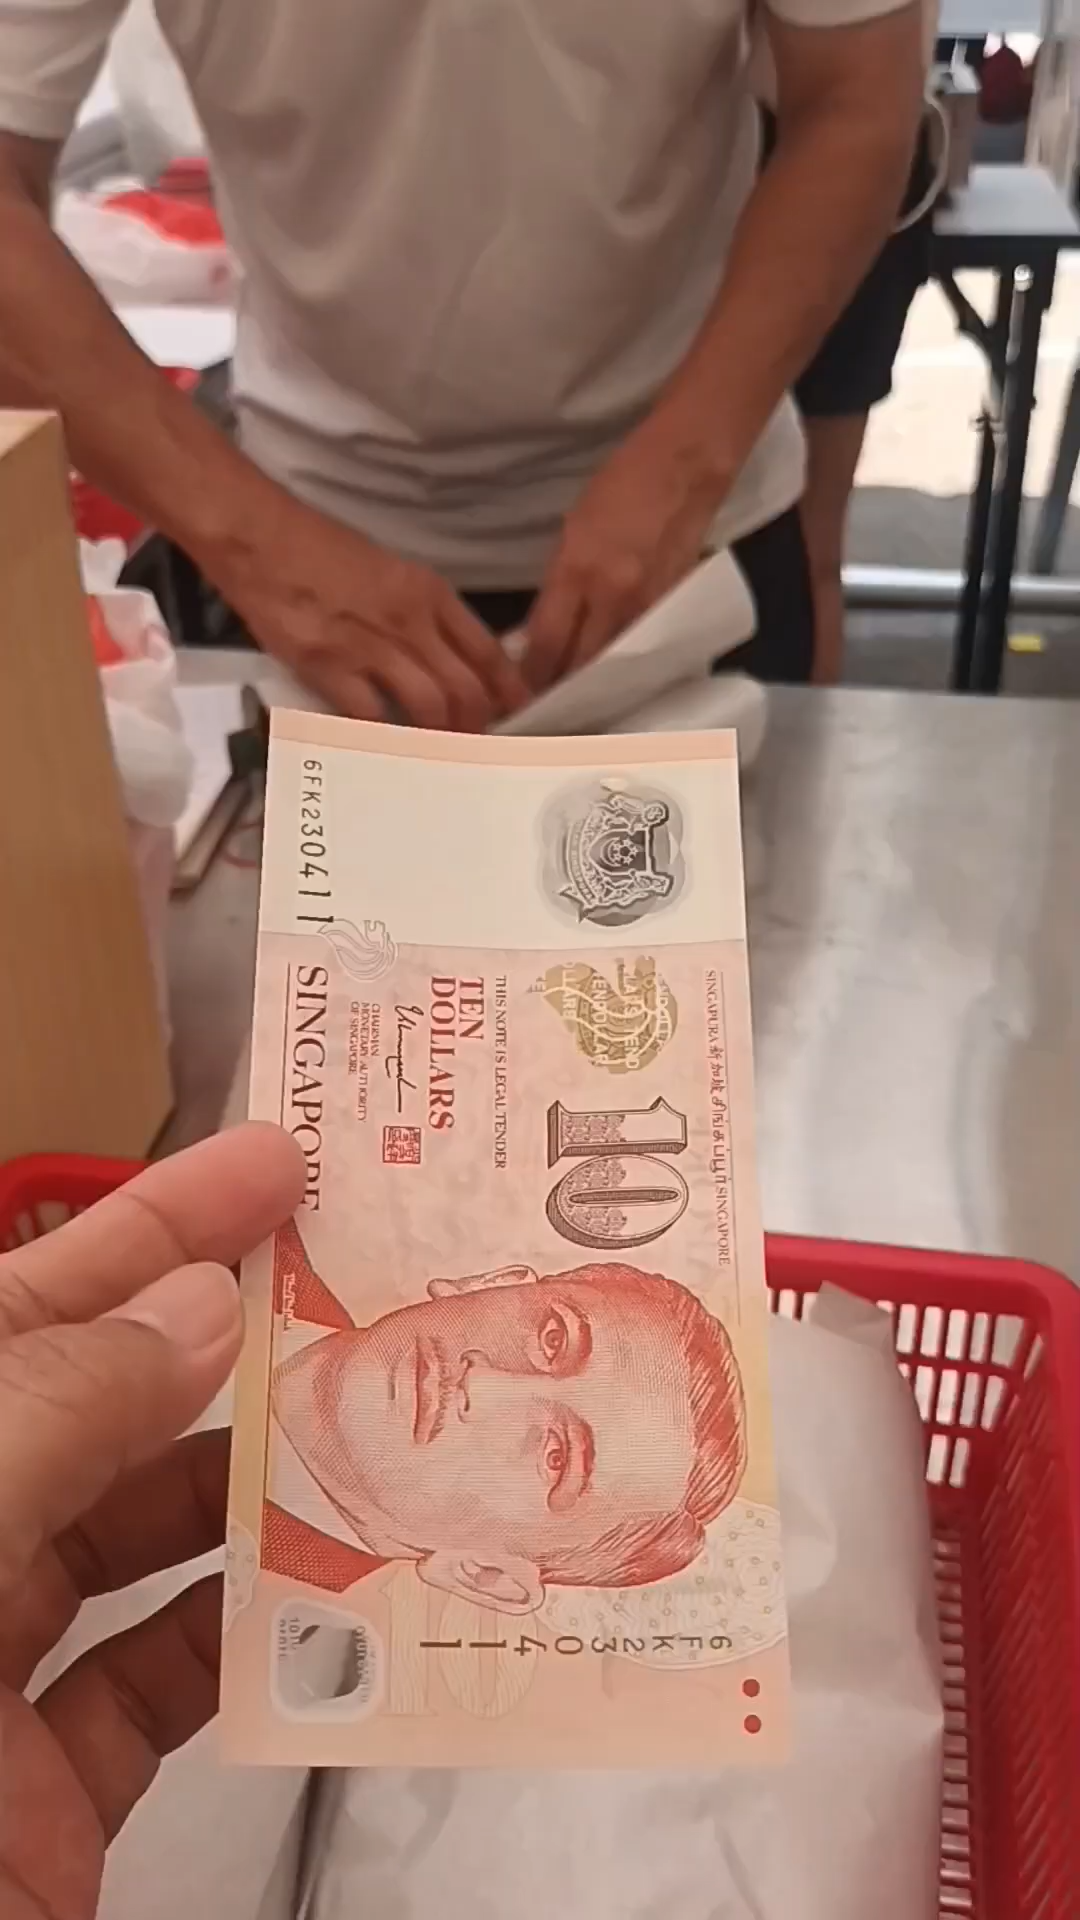 6FK230411
SINGAPURA 新加坡 சிங்கப்பூர் SINGAPORE
10
THIS NOTE IS LEGAL TENDER
TEN
DOLLARS
CHAIRMAN
MONETARY AUTHORITY
OF SINGAPORE
SINGAPORE
6FK230411
10